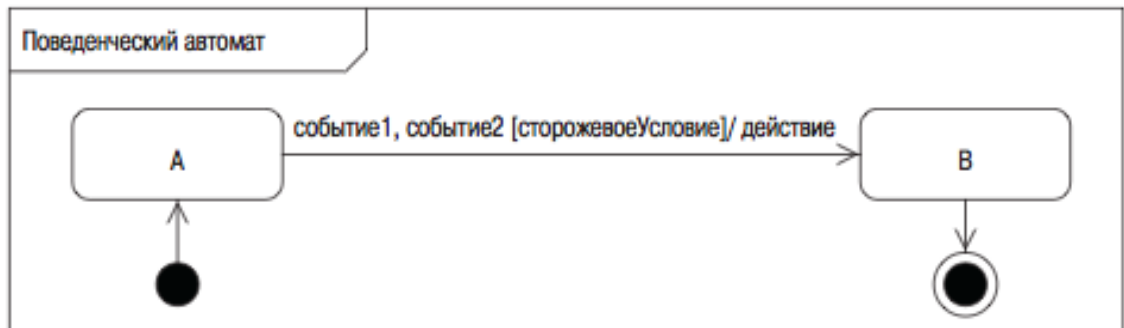 Поведенческий автомат
событие1, событие2 [сторожевоеУсловие]/ действие
A
B